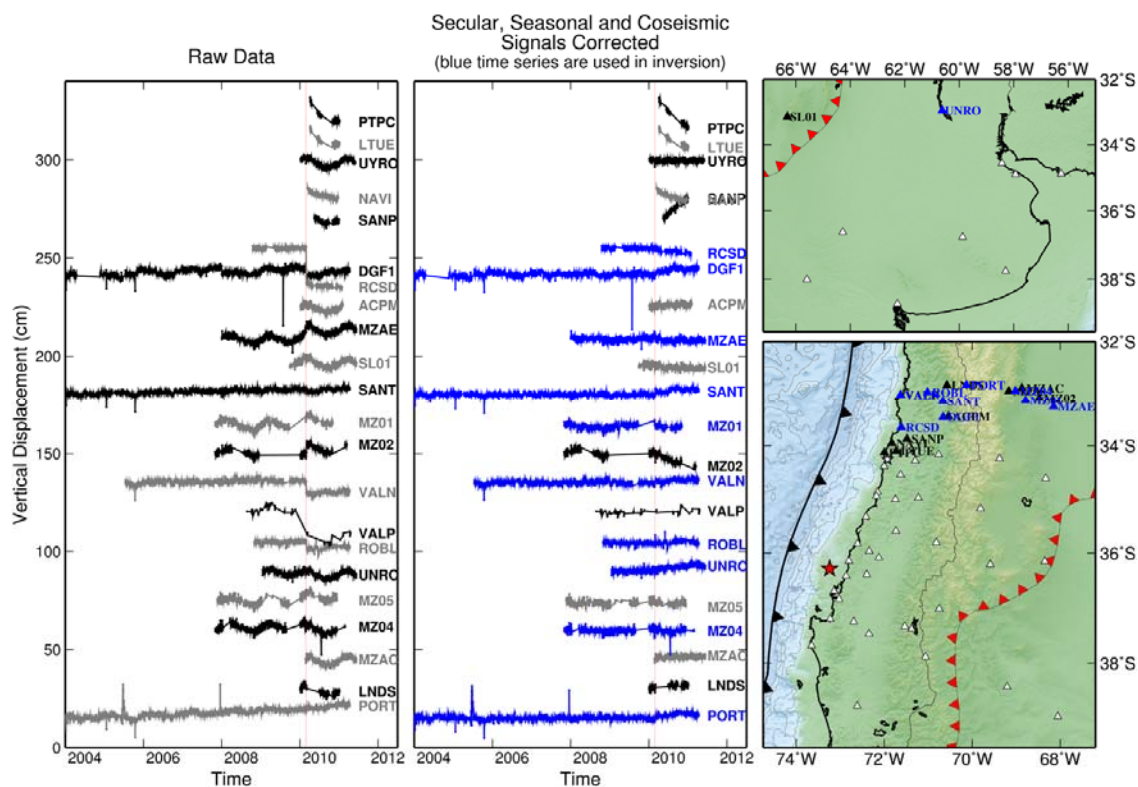 Raw Data
Secular, Seasonal and Coseismic
Signals Corrected
(blue time series are used in inversion)
Vertical Displacement (cm)
300
250
200
150
100
50
0
PTPC
LTUE
UYRO
NAVI
SANP
DGF1
RCSD
ACPM
MZAE
SL01
SANT
MZ01
MZ02
VALN
VALP
ROBL
UNRO
MZ05
MZ04
MZAC
LNDS
PORT
2004 2006 2008 2010 2012
Time
PTPC
LTUE
UYRO
SANP
RCSD
DGF1
ACPM
MZAE
SL01
SANT
MZ01
MZ02
VALN
VALP
ROBL
UNRO
MZ05
MZ04
MZAC
LNDS
PORT
2004 2006 2008 2010 2012
Time
66˚W 64˚W 62˚W 60˚W 58˚W 56˚W
32˚S
34˚S
36˚S
38˚S
SL01
UNRO
32˚S
34˚S
36˚S
38˚S
PORT
MZAC
ROBL
SANT
MZAE
RCSD
SANP
74˚W 72˚W 70˚W 68˚W